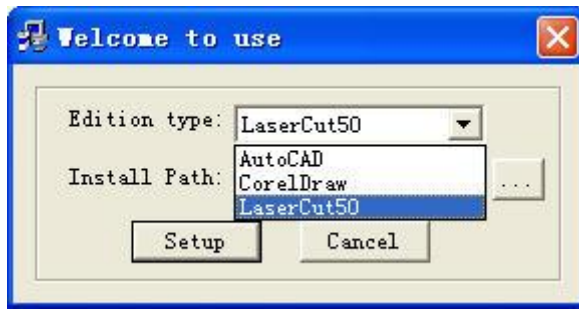 Welcome to use
Edition type: LaserCut50
AutoCAD
Install Path: CorelDraw ...
LaserCut50
Setup Cancel